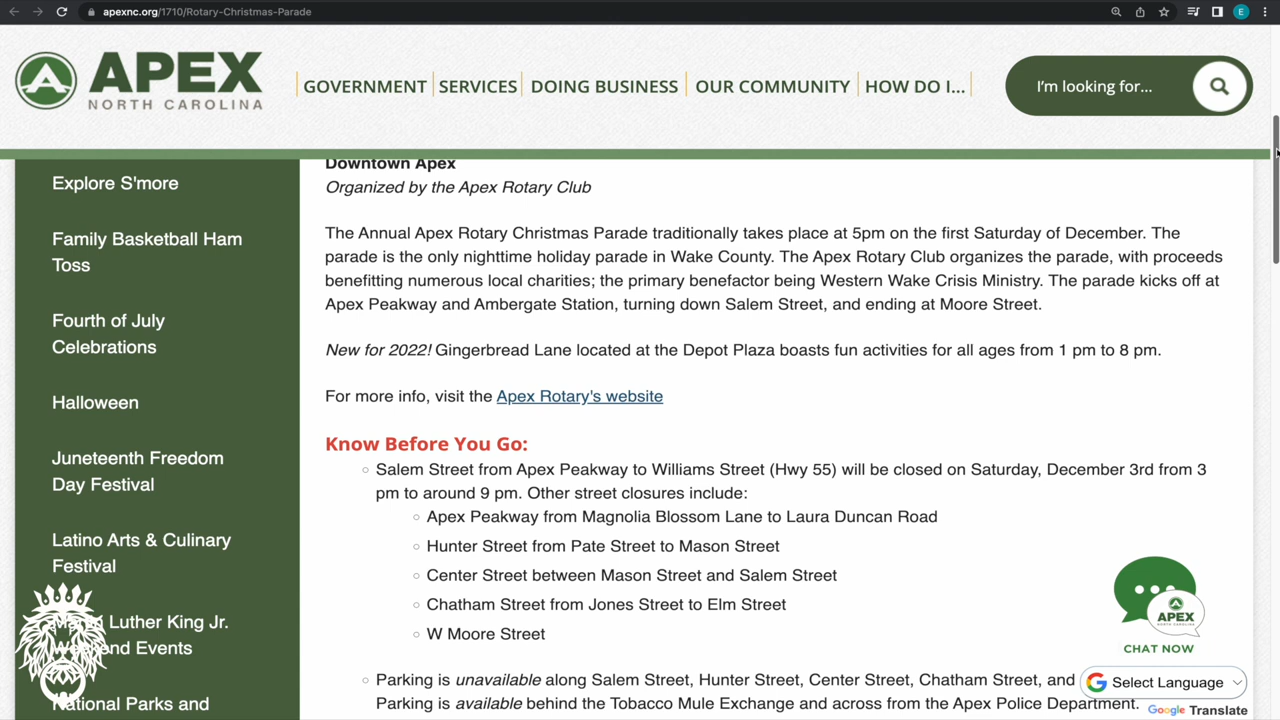 apexnc.org/1710/Rotary-Christmas-Parade
E
APEX
NORTH CAROLINA
GOVERNMENT
SERVICES
DOING BUSINESS
OUR COMMUNITY
HOW DO I...
I'm looking for...
Explore S'more
Family Basketball Ham
Toss
Fourth of July
Celebrations
Halloween
Juneteenth Freedom
Day Festival
Latino Arts & Culinary
Festival
Luther King Jr.
Events
National Parks and
Downtown Apex
Organized by the Apex Rotary Club
The Annual Apex Rotary Christmas Parade traditionally takes place at 5pm on the first Saturday of December. The
parade is the only nighttime holiday parade in Wake County. The Apex Rotary Club organizes the parade, with proceeds
benefitting numerous local charities; the primary benefactor being Western Wake Crisis Ministry. The parade kicks off at
Apex Peakway and Ambergate Station, turning down Salem Street, and ending at Moore Street.
New for 2022! Gingerbread Lane located at the Depot Plaza boasts fun activities for all ages from 1 pm to 8 pm.
For more info, visit the Apex Rotary's website
Know Before You Go:
Salem Street from Apex Peakway to Williams Street (Hwy 55) will be closed on Saturday, December 3rd from 3
pm to around 9 pm. Other street closures include:
Apex Peakway from Magnolia Blossom Lane to Laura Duncan Road
Hunter Street from Pate Street to Mason Street
Center Street between Mason Street and Salem Street
Chatham Street from Jones Street to Elm Street
W Moore Street
Parking is unavailable along Salem Street, Hunter Street, Center Street, Chatham Street, and
Parking is available behind the Tobacco Mule Exchange and across from the Apex Police Department.
APEX
CHAT NOW
Select Language
Google Translate